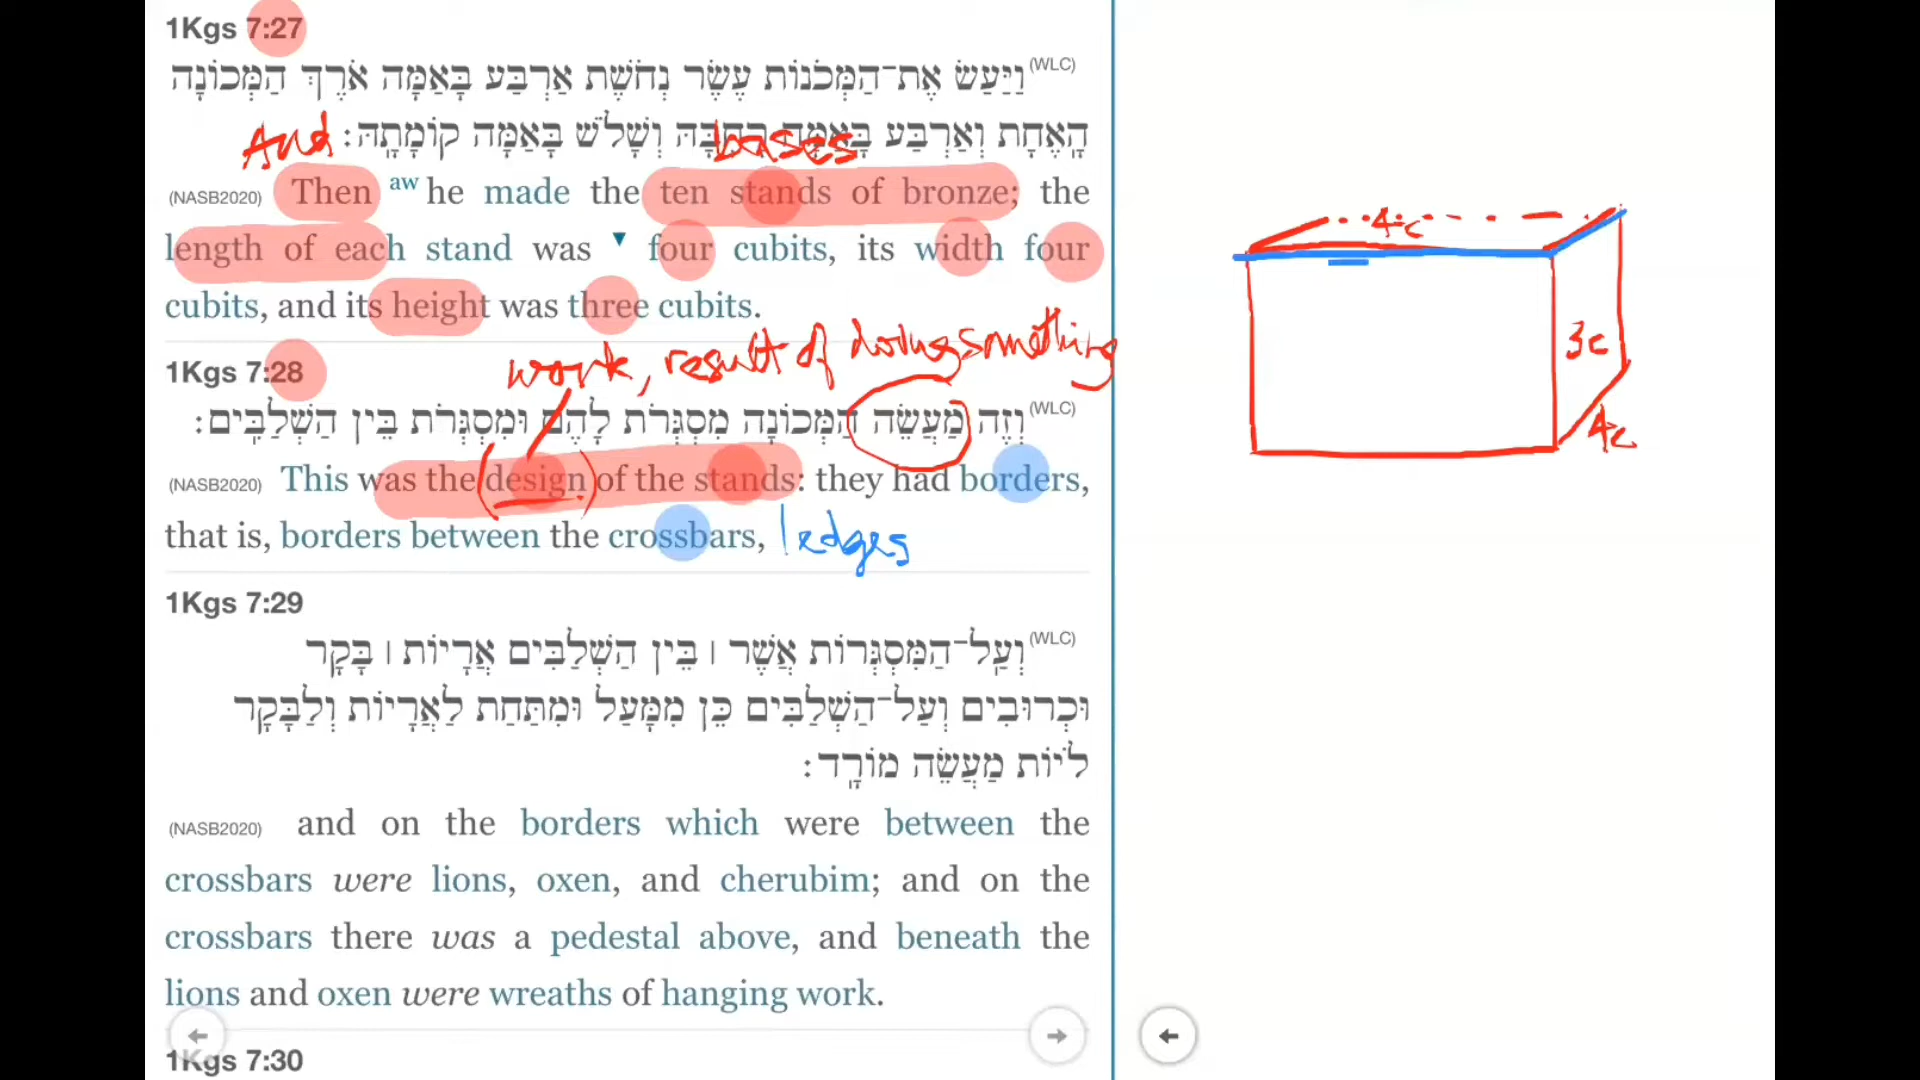 1Kgs 7:27
וַיַּעַשׂ אֶת־הַמְּכֹנוֹת עֶשֶׂר נְחֹשֶׁת אַרְבַּע בָּאַמָּה אֹרֶךְ הַמְּכוֹנָה (WLC)
הָאֶחָת וְאַרְבַּע בָּאַמָּה רׇחְבָּהּ וְשָׁלֹשׁ בָּאַמָּה קוֹמָתָהּ׃
And bases
(NASB2020) Then aw he made the ten stands of bronze; the
length of each stand was ▼ four cubits, its width four
cubits, and its height was three cubits.
work, result of doing something
1Kgs 7:28
וְזֶה מַעֲשֵׂה הַמְּכוֹנָה מִסְגְּרֹת לָהֶם וּמִסְגְּרֹת בֵּין הַשְׁלַבִּים׃ (WLC)
(NASB2020) This was the (design) of the stands: they had borders,
that is, borders between the crossbars, ledges
1Kgs 7:29
וְעַל־הַמִּסְגְּרוֹת אֲשֶׁר ׀ בֵּין הַשְׁלַבִּים אֲרָיוֹת ׀ בָּקָר (WLC)
וּכְרוּבִים וְעַל־הַשְׁלַבִּים כֵּן מִמָּעַל וּמִתַּחַת לַאֲרָיוֹת וְלַבָּקָר
לֹיוֹת מַעֲשֵׂה מוֹרָד׃
(NASB2020) and on the borders which were between the
crossbars were lions, oxen, and cherubim; and on the
crossbars there was a pedestal above, and beneath the
lions and oxen were wreaths of hanging work.
1Kgs 7:30
4c
3c
4c